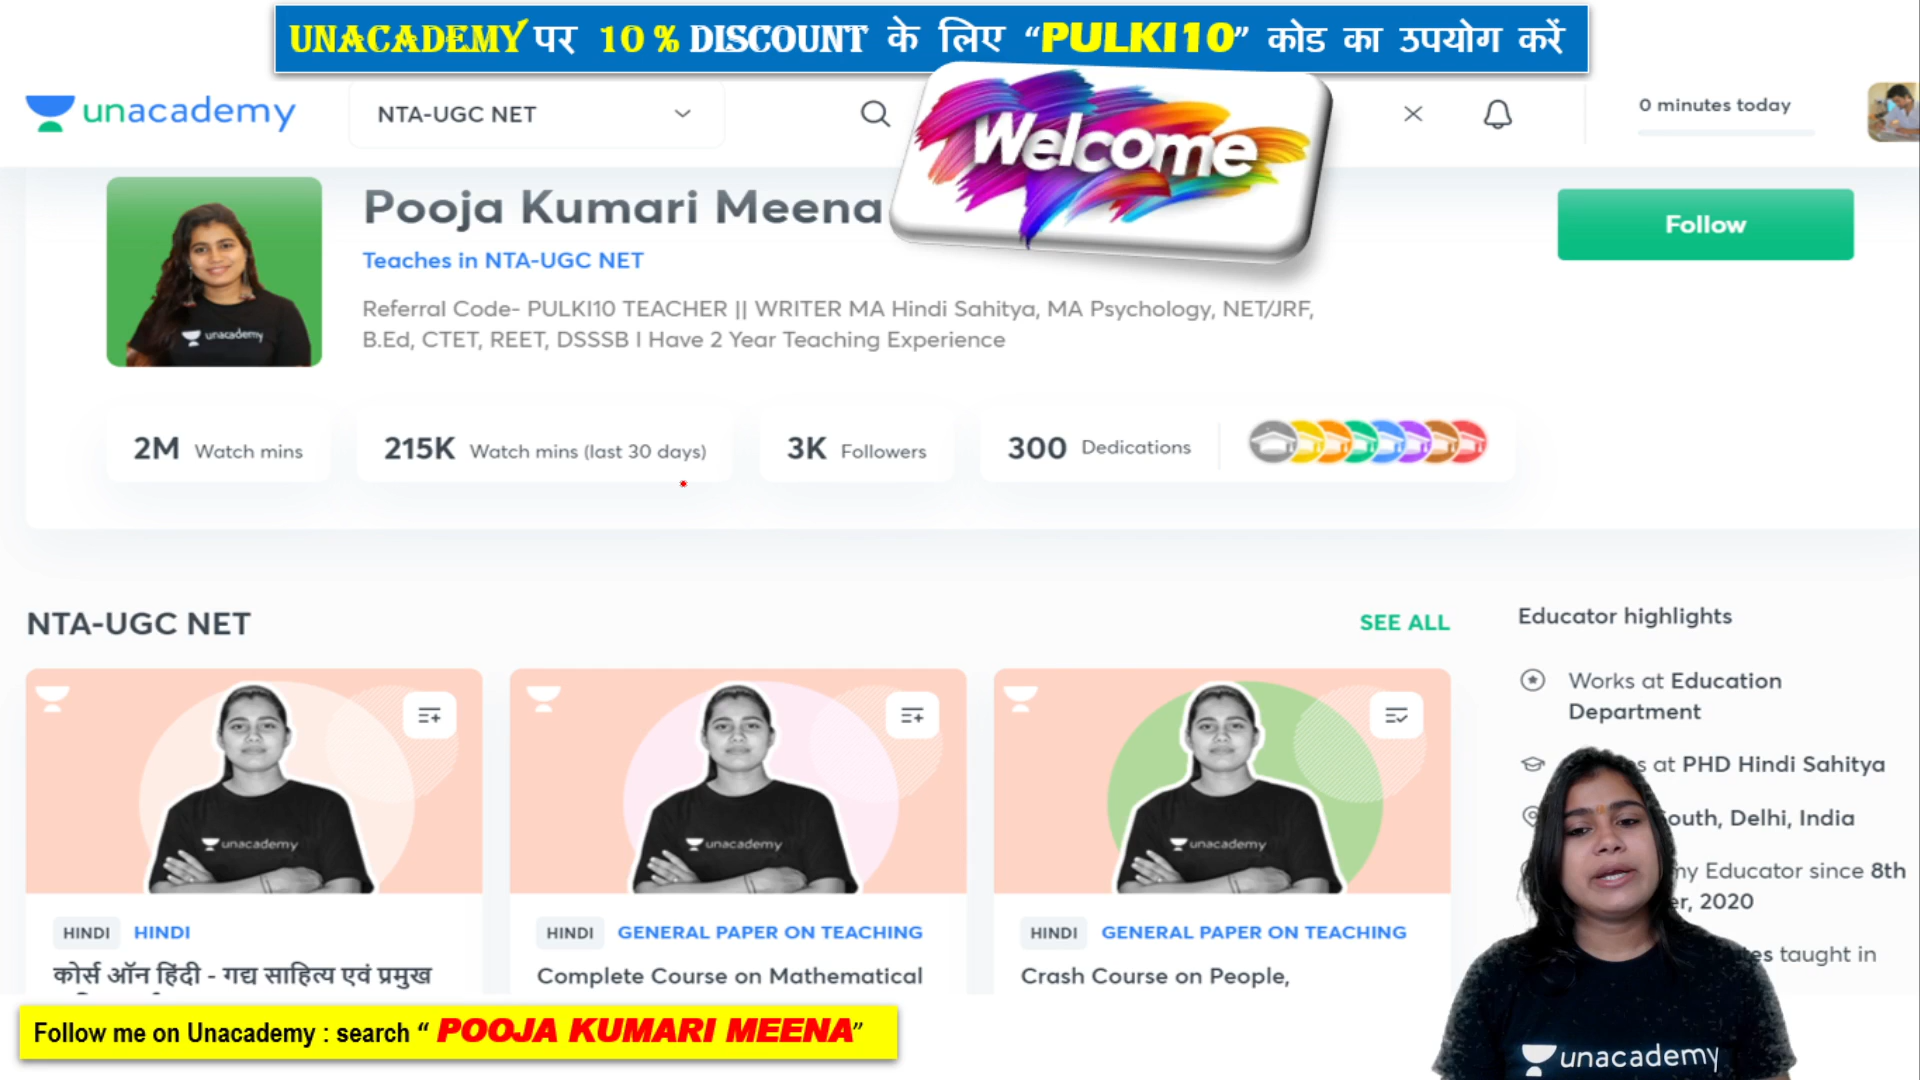 UNACADEMY पर 10 % DISCOUNT के लिए “PULKI10” कोड का उपयोग करें
unacademy
NTA-UGC NET
Welcome
0 minutes today
Pooja Kumari Meena
Follow
Teaches in NTA-UGC NET
Referral Code- PULKI10 TEACHER || WRITER MA Hindi Sahitya, MA Psychology, NET/JRF,
B.Ed, CTET, REET, DSSSB I Have 2 Year Teaching Experience
unacademy
2M Watch mins
215K Watch mins (last 30 days)
3K Followers
300 Dedications
NTA-UGC NET
SEE ALL
Educator highlights
Works at Education
Department
at PHD Hindi Sahitya
Delhi, India
Educator since 8th
2020
taught in
unacademy
unacademy
unacademy
HINDI HINDI
कोर्स ऑन हिंदी - गद्य साहित्य एवं प्रमुख
HINDI GENERAL PAPER ON TEACHING
Complete Course on Mathematical
HINDI GENERAL PAPER ON TEACHING
Crash Course on People,
Follow me on Unacademy : search “ POOJA KUMARI MEENA”
unacademy